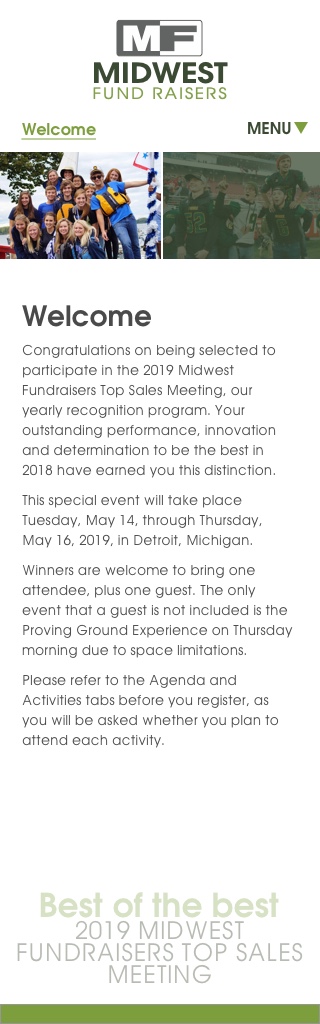 MF
MIDWEST
FUND RAISERS
Welcome
MENU
Welcome
Congratulations on being selected to
participate in the 2019 Midwest
Fundraisers Top Sales Meeting, our
yearly recognition program. Your
outstanding performance, innovation
and determination to be the best in
2018 have earned you this distinction.
This special event will take place
Tuesday, May 14, through Thursday,
May 16, 2019, in Detroit, Michigan.
Winners are welcome to bring one
attendee, plus one guest. The only
event that a guest is not included is the
Proving Ground Experience on Thursday
morning due to space limitations.
Please refer to the Agenda and
Activities tabs before you register, as
you will be asked whether you plan to
attend each activity.
Best of the best
2019 MIDWEST
FUNDRAISERS TOP SALES
MEETING